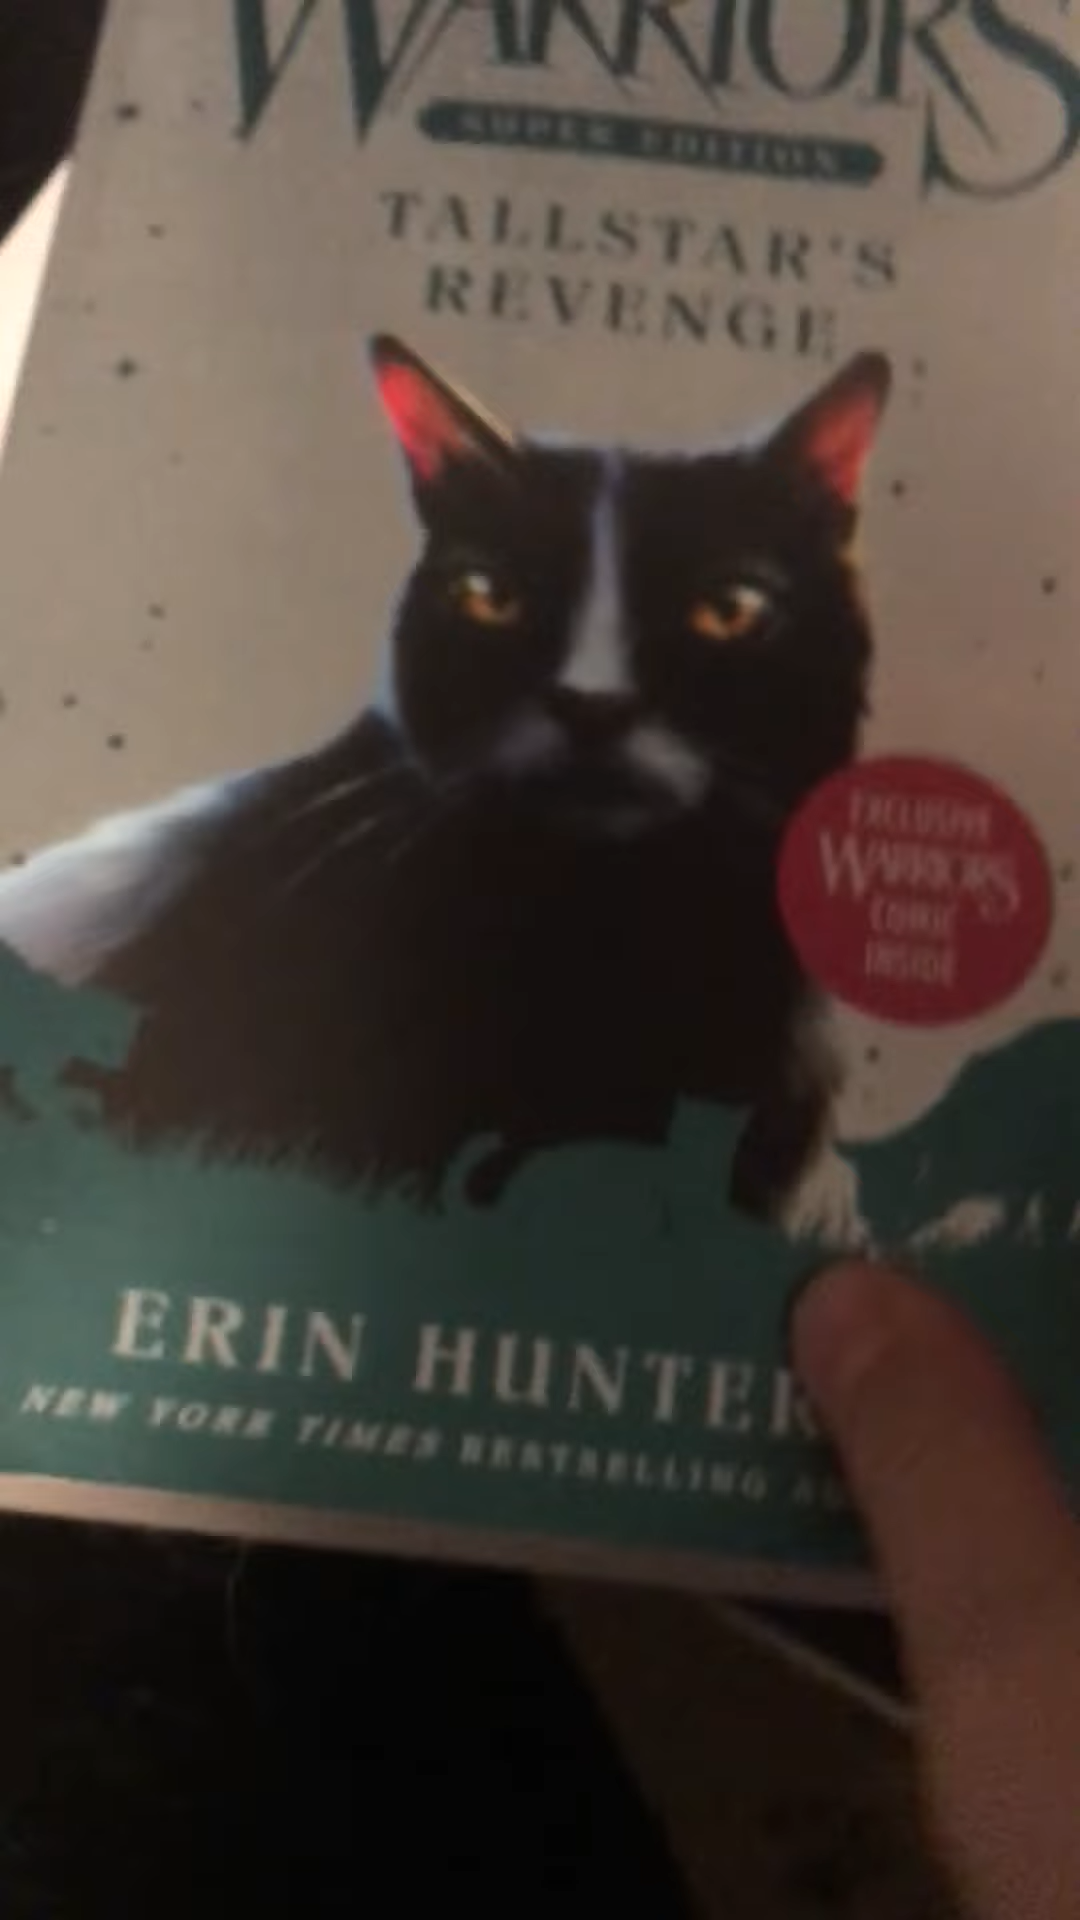 WARRIORS
SUPER EDITION
TALLSTAR'S
REVENGE
EXCLUSIVE
WARRIORS
COMIC
INSIDE
ERIN HUNTER
NEW YORK TIMES BESTSELLING